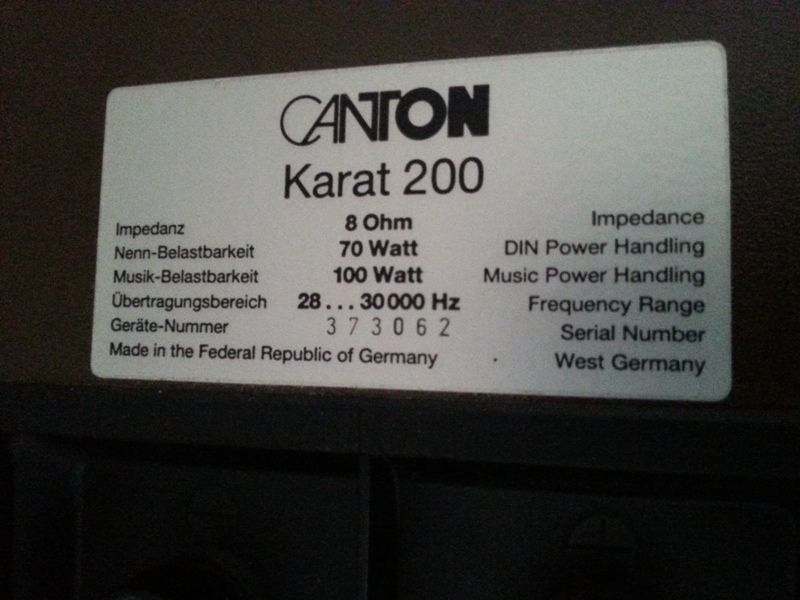 CANTON
Karat 200
Impedanz 8 Ohm Impedance
Nenn-Belastbarkeit 70 Watt DIN Power Handling
Musik-Belastbarkeit 100 Watt Music Power Handling
Übertragungsbereich 28...30000 Hz Frequency Range
Geräte-Nummer 373062 Serial Number
Made in the Federal Republic of Germany West Germany